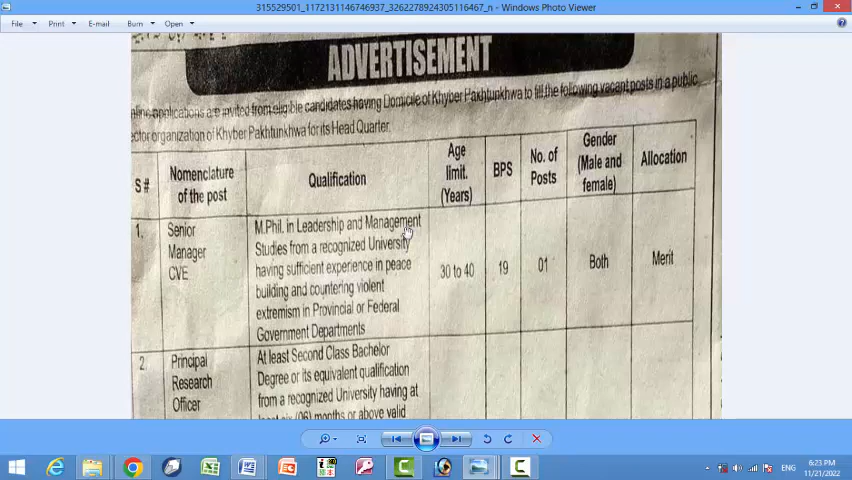 315529501_1172131146746937_3262278924305116467_n - Windows Photo Viewer
File Print E-mail Burn Open
ADVERTISEMENT
nline applications are invited from eligible candidates having Domicile of Khyber Pakhtunkhwa to fill the following vacant posts in a public
ector organization of Khyber Pakhtunkhwa for its Head Quarter.
S # Nomenclature of the post Qualification Age limit. (Years) BPS No. of Posts Gender (Male and female) Allocation
1. Senior Manager CVE
M.Phil. in Leadership and Management
Studies from a recognized University
having sufficient experience in peace
building and countering violent
extremism in Provincial or Federal
Government Departments
30 to 40 19 01 Both Merit
2 Principal Research Officer
At least Second Class Bachelor
Degree or its equivalent qualification
from a recognized University having at
least six (06) months or above valid
ENG 6:23 PM
11/21/2022